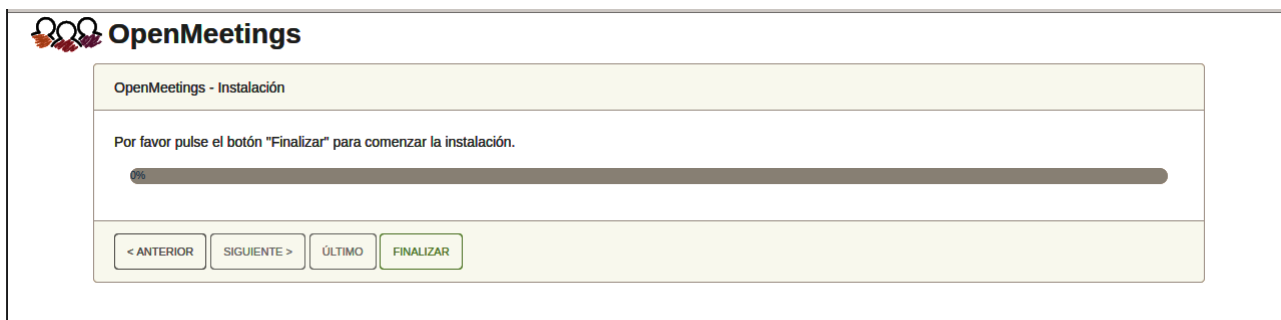 OpenMeetings
OpenMeetings - Instalación
Por favor pulse el botón "Finalizar" para comenzar la instalación.
0%
< ANTERIOR SIGUIENTE > ÚLTIMO FINALIZAR